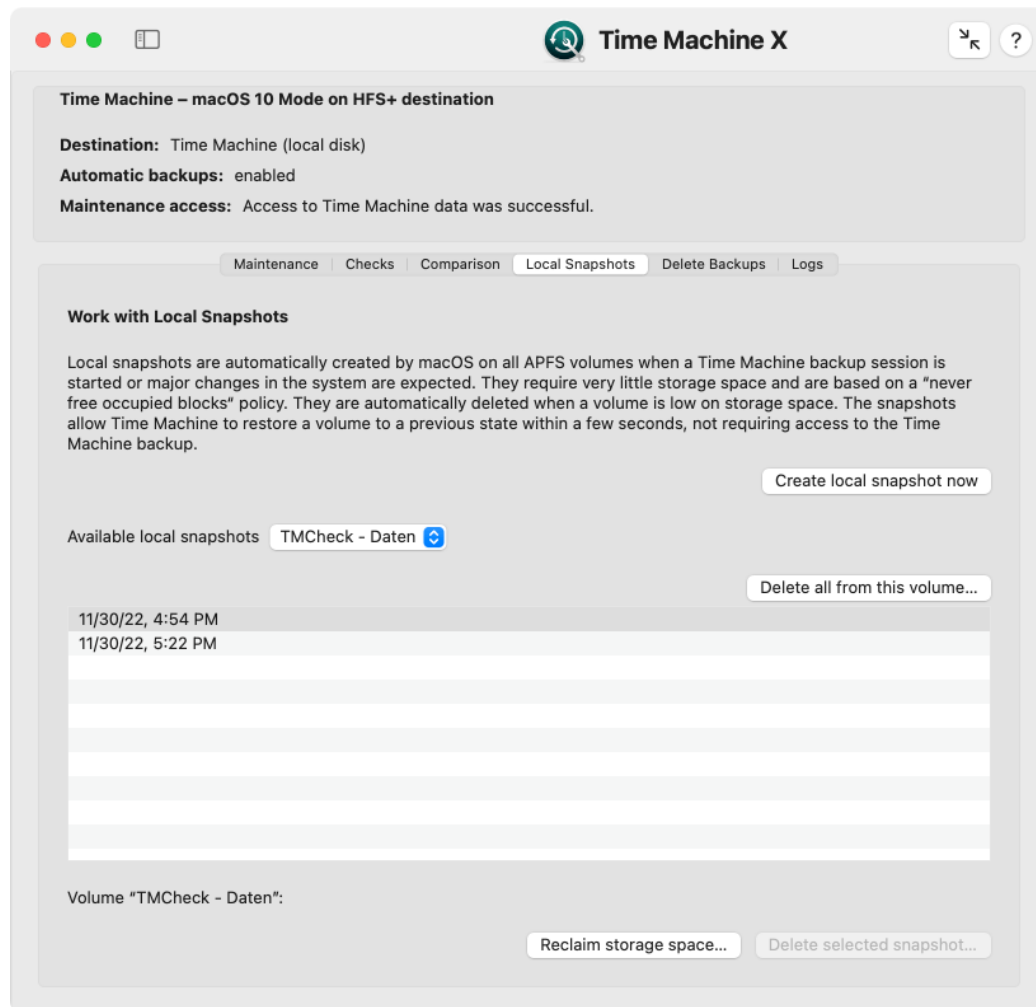 Time Machine X
?
Time Machine – macOS 10 Mode on HFS+ destination
Destination: Time Machine (local disk)
Automatic backups: enabled
Maintenance access: Access to Time Machine data was successful.
Maintenance Checks Comparison Local Snapshots Delete Backups Logs
Work with Local Snapshots
Local snapshots are automatically created by macOS on all APFS volumes when a Time Machine backup session is
started or major changes in the system are expected. They require very little storage space and are based on a “never
free occupied blocks“ policy. They are automatically deleted when a volume is low on storage space. The snapshots
allow Time Machine to restore a volume to a previous state within a few seconds, not requiring access to the Time
Machine backup.
Create local snapshot now
Available local snapshots TMCheck - Daten
Delete all from this volume...
11/30/22, 4:54 PM
11/30/22, 5:22 PM
Volume “TMCheck - Daten”:
Reclaim storage space... Delete selected snapshot...